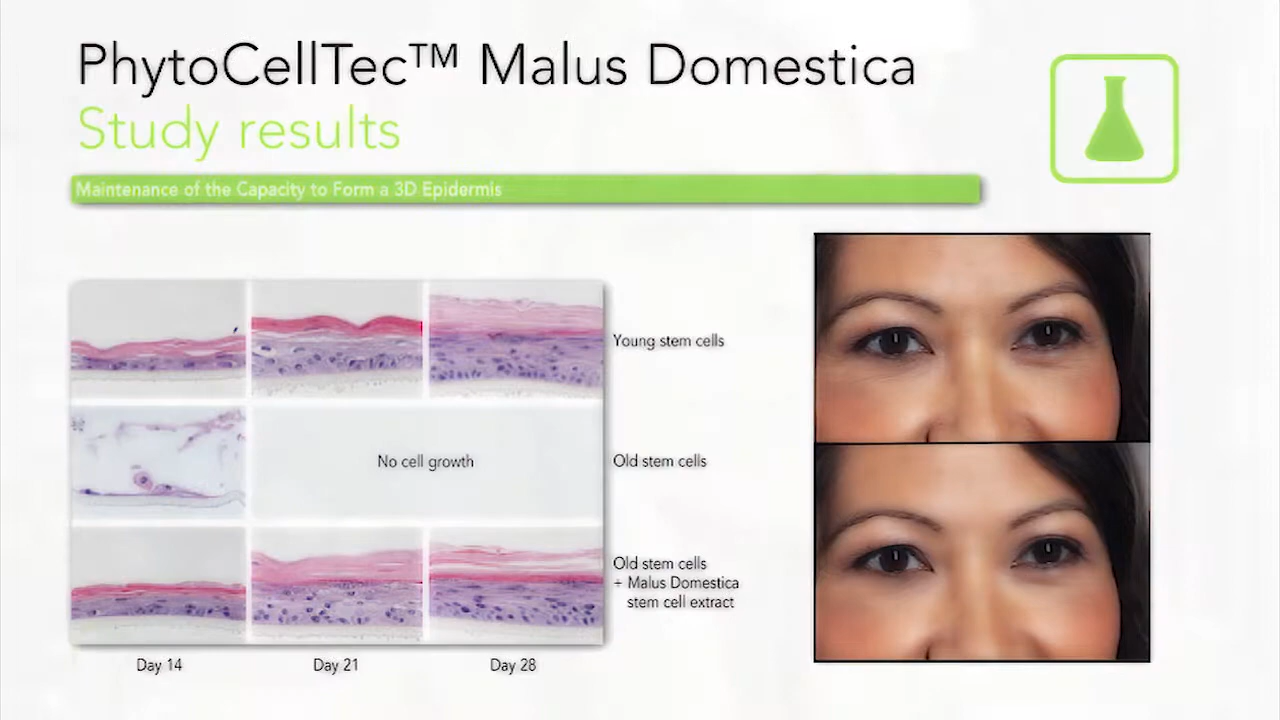 PhytoCellTec™ Malus Domestica
Study results
Maintenance of the Capacity to Form a 3D Epidermis
Young stem cells
No cell growth
Old stem cells
Old stem cells
+ Malus Domestica
stem cell extract
Day 14
Day 21
Day 28